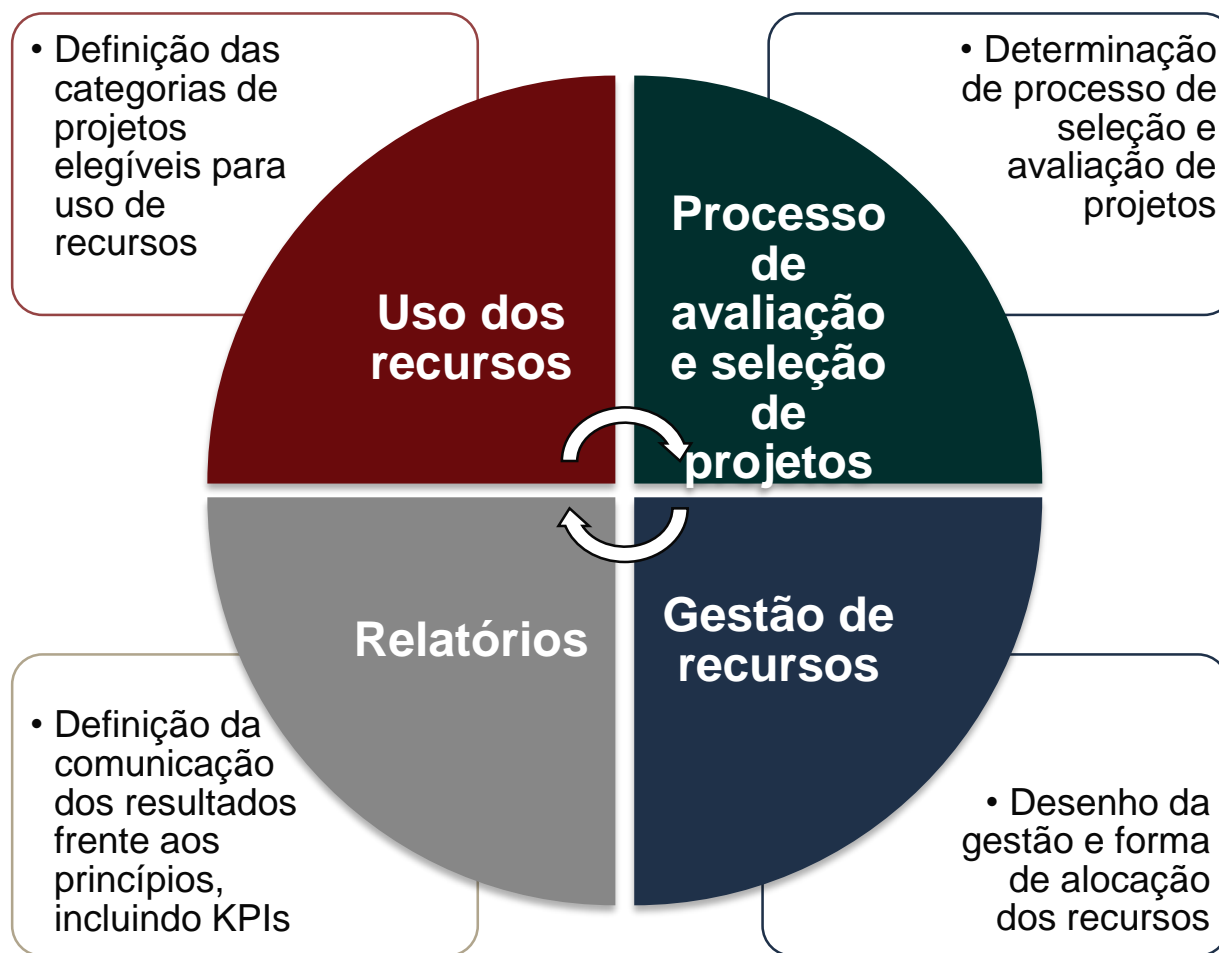 • Definição das
categorias de
projetos
elegíveis para
uso de
recursos
• Determinação
de processo de
seleção e
avaliação de
projetos
Uso dos
recursos
Processo
de
avaliação
e seleção
de
projetos
Relatórios
Gestão de
recursos
• Definição da
comunicação
dos resultados
frente aos
princípios,
incluindo KPIs
• Desenho da
gestão e forma
de alocação
dos recursos